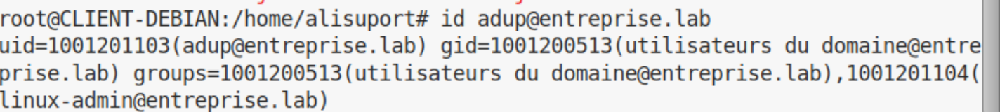 root@CLIENT-DEBIAN:/home/alisuport# id adup@entreprise.lab
uid=1001201103(adup@entreprise.lab) gid=1001200513(utilisateurs du domaine@entre
prise.lab) groups=1001200513(utilisateurs du domaine@entreprise.lab),1001201104(
linux-admin@entreprise.lab)